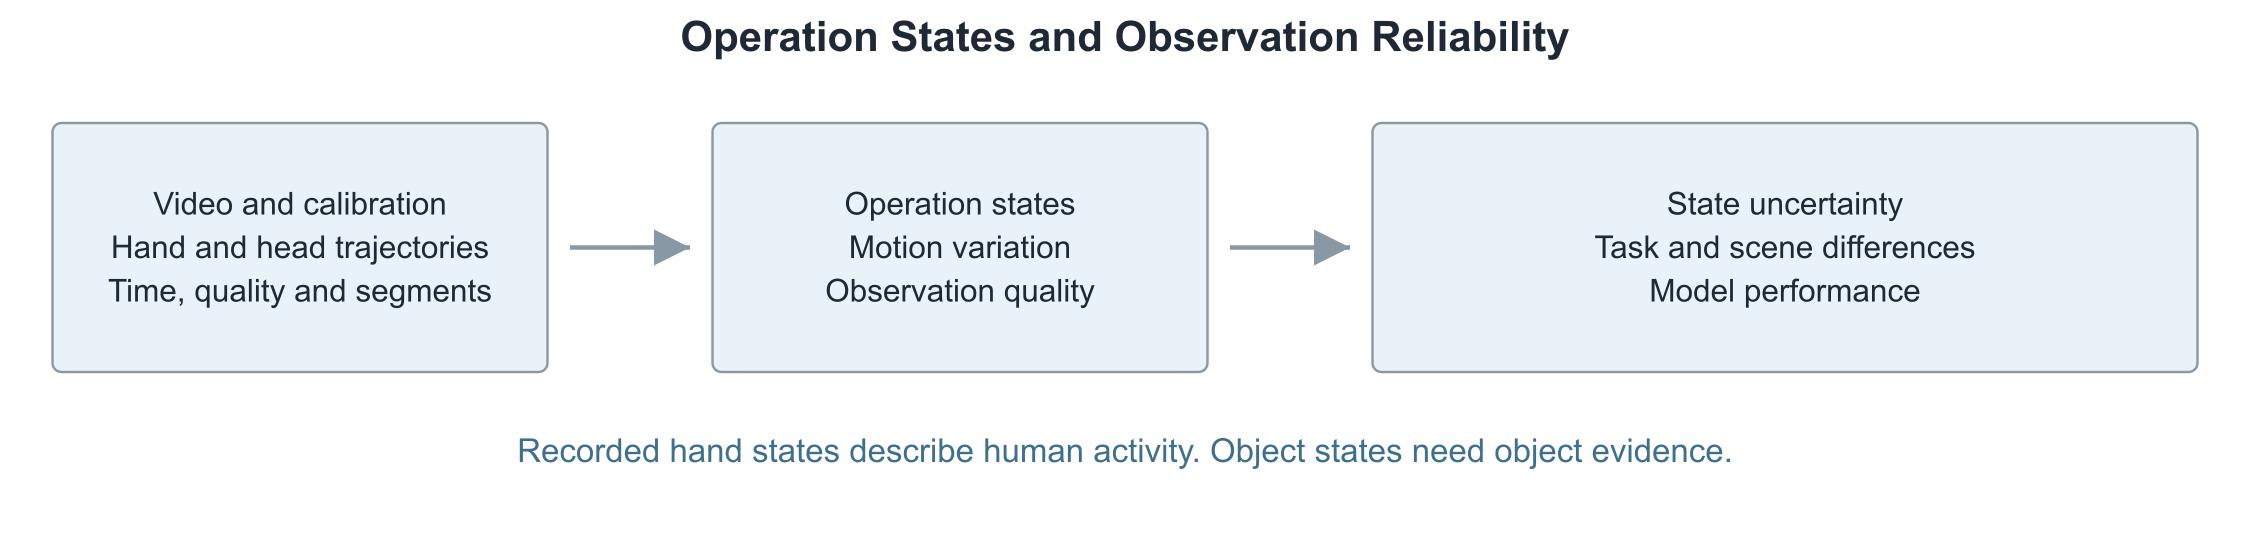 Operation States and Observation Reliability
Video and calibration
Hand and head trajectories
Time, quality and segments
Operation states
Motion variation
Observation quality
State uncertainty
Task and scene differences
Model performance
Recorded hand states describe human activity. Object states need object evidence.